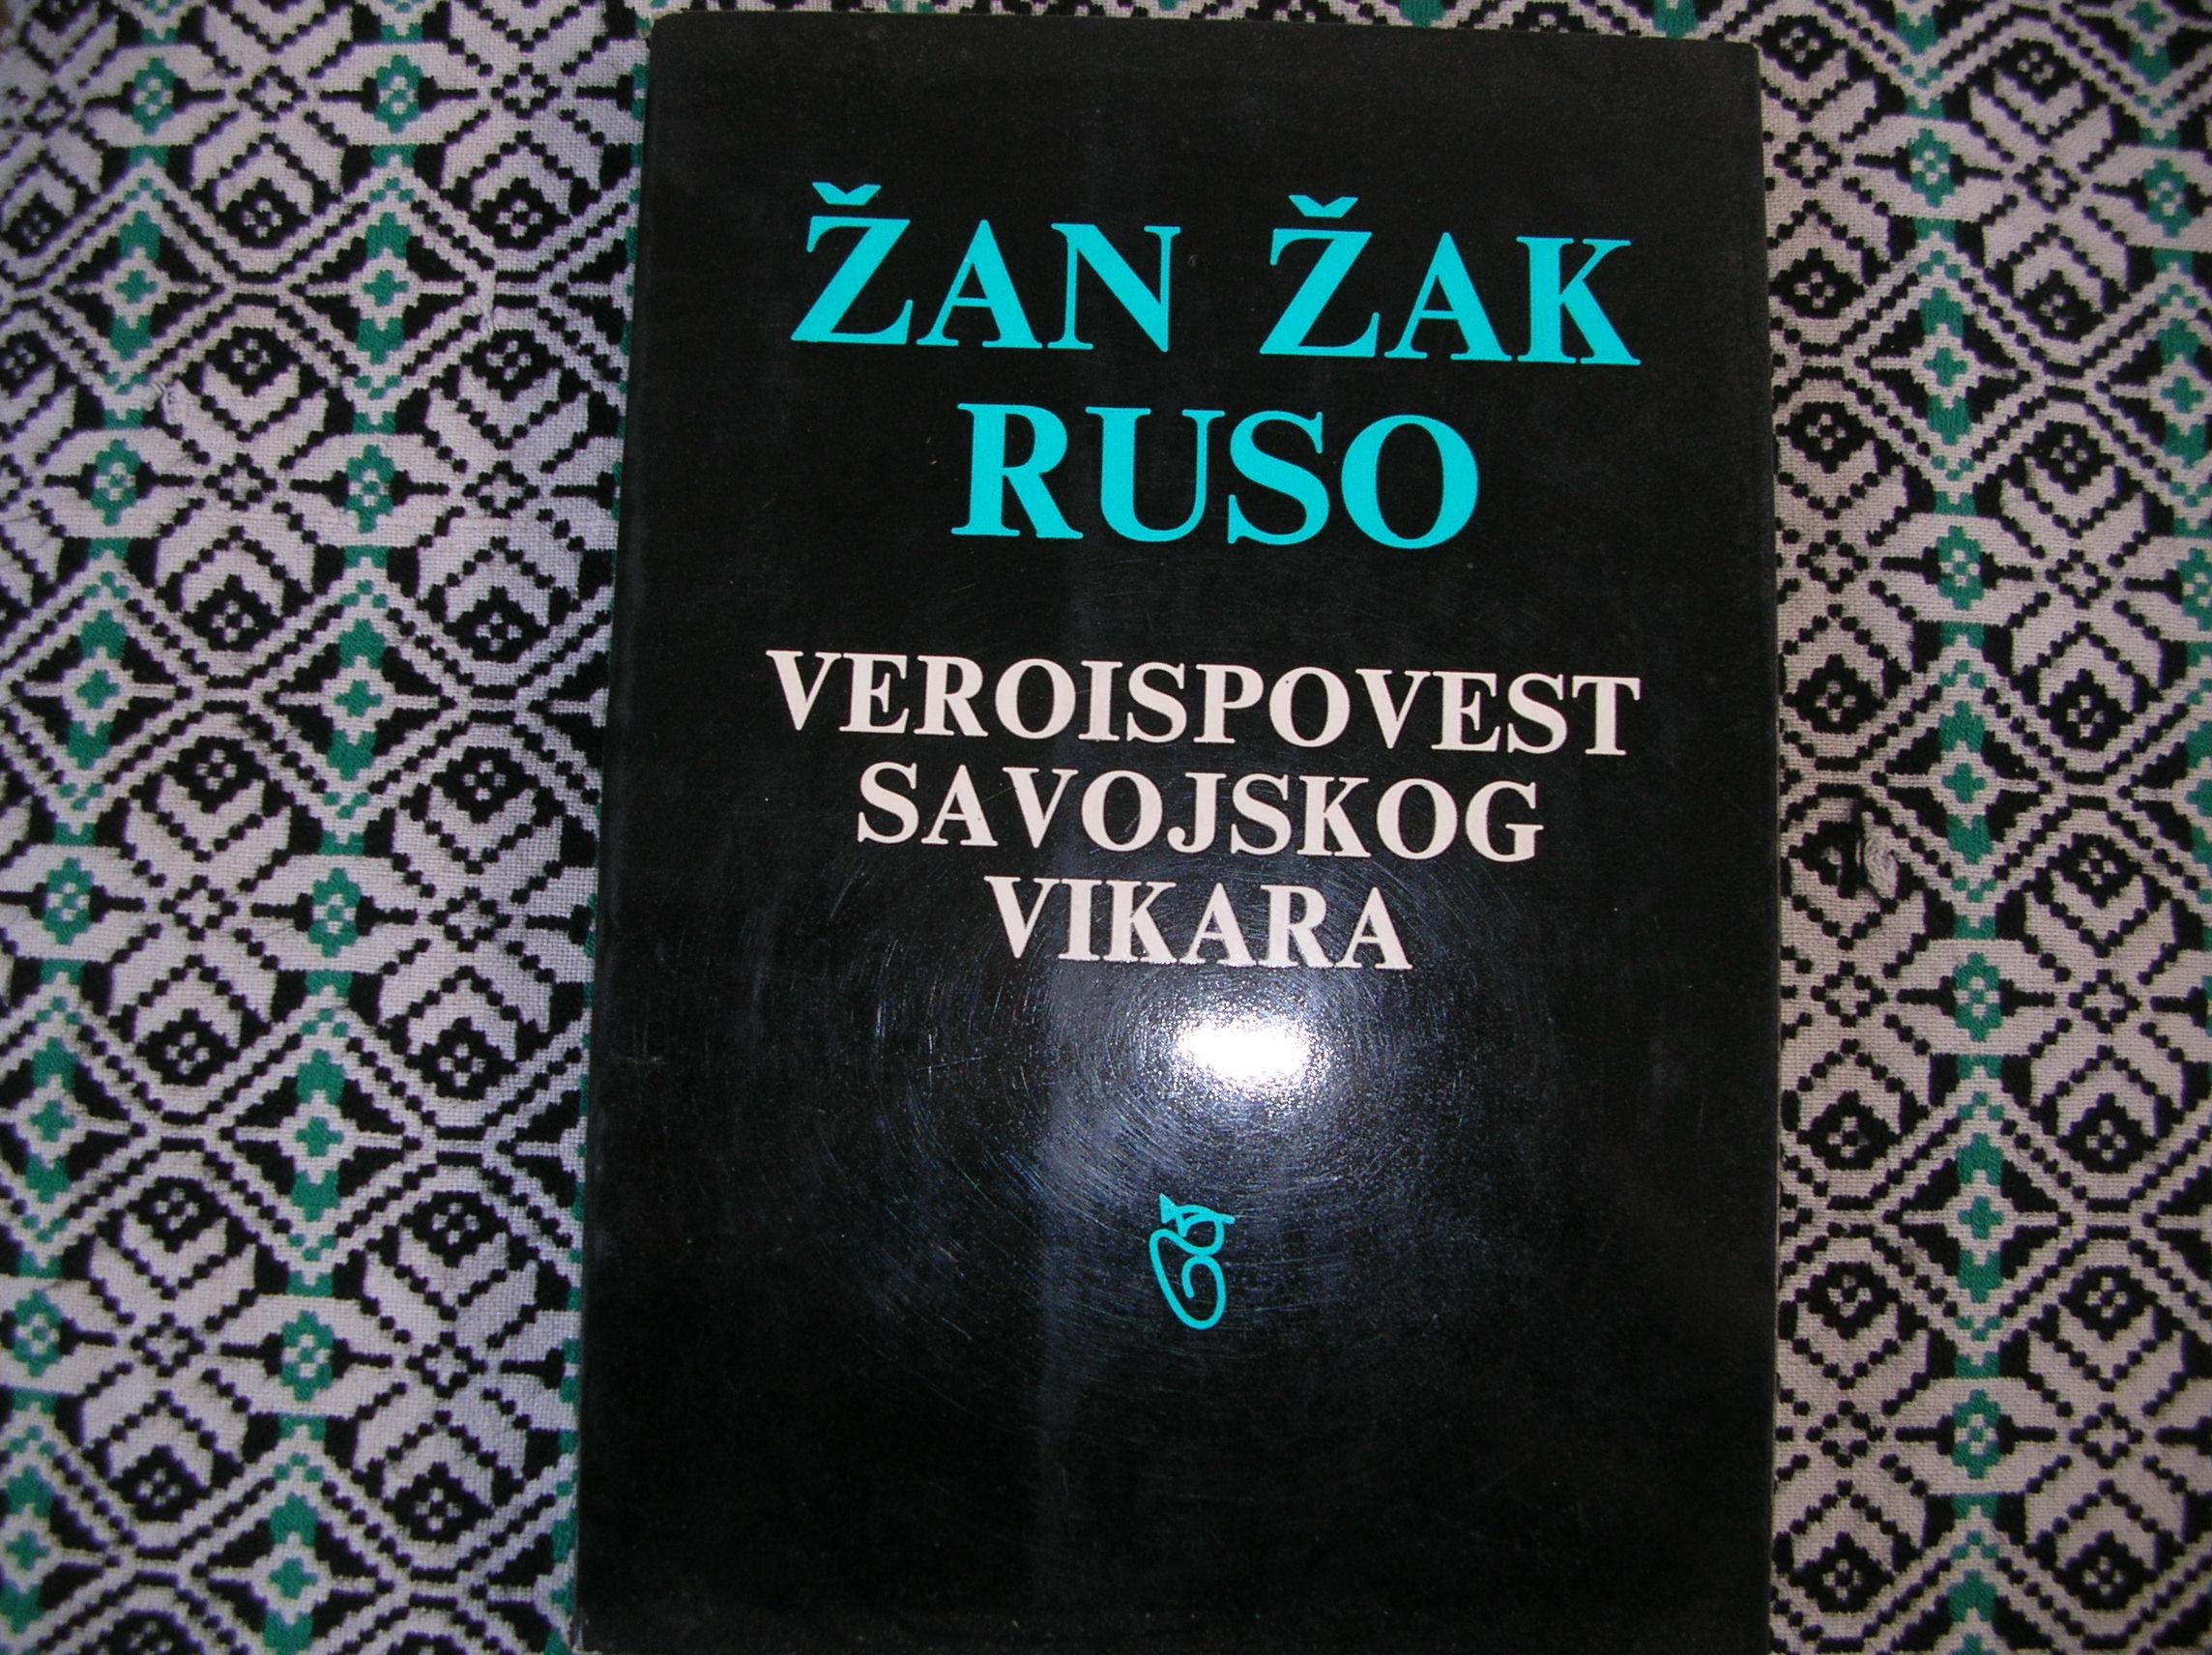 ŽAN ŽAK
RUSO
VEROISPOVEST
SAVOJSKOG
VIKARA